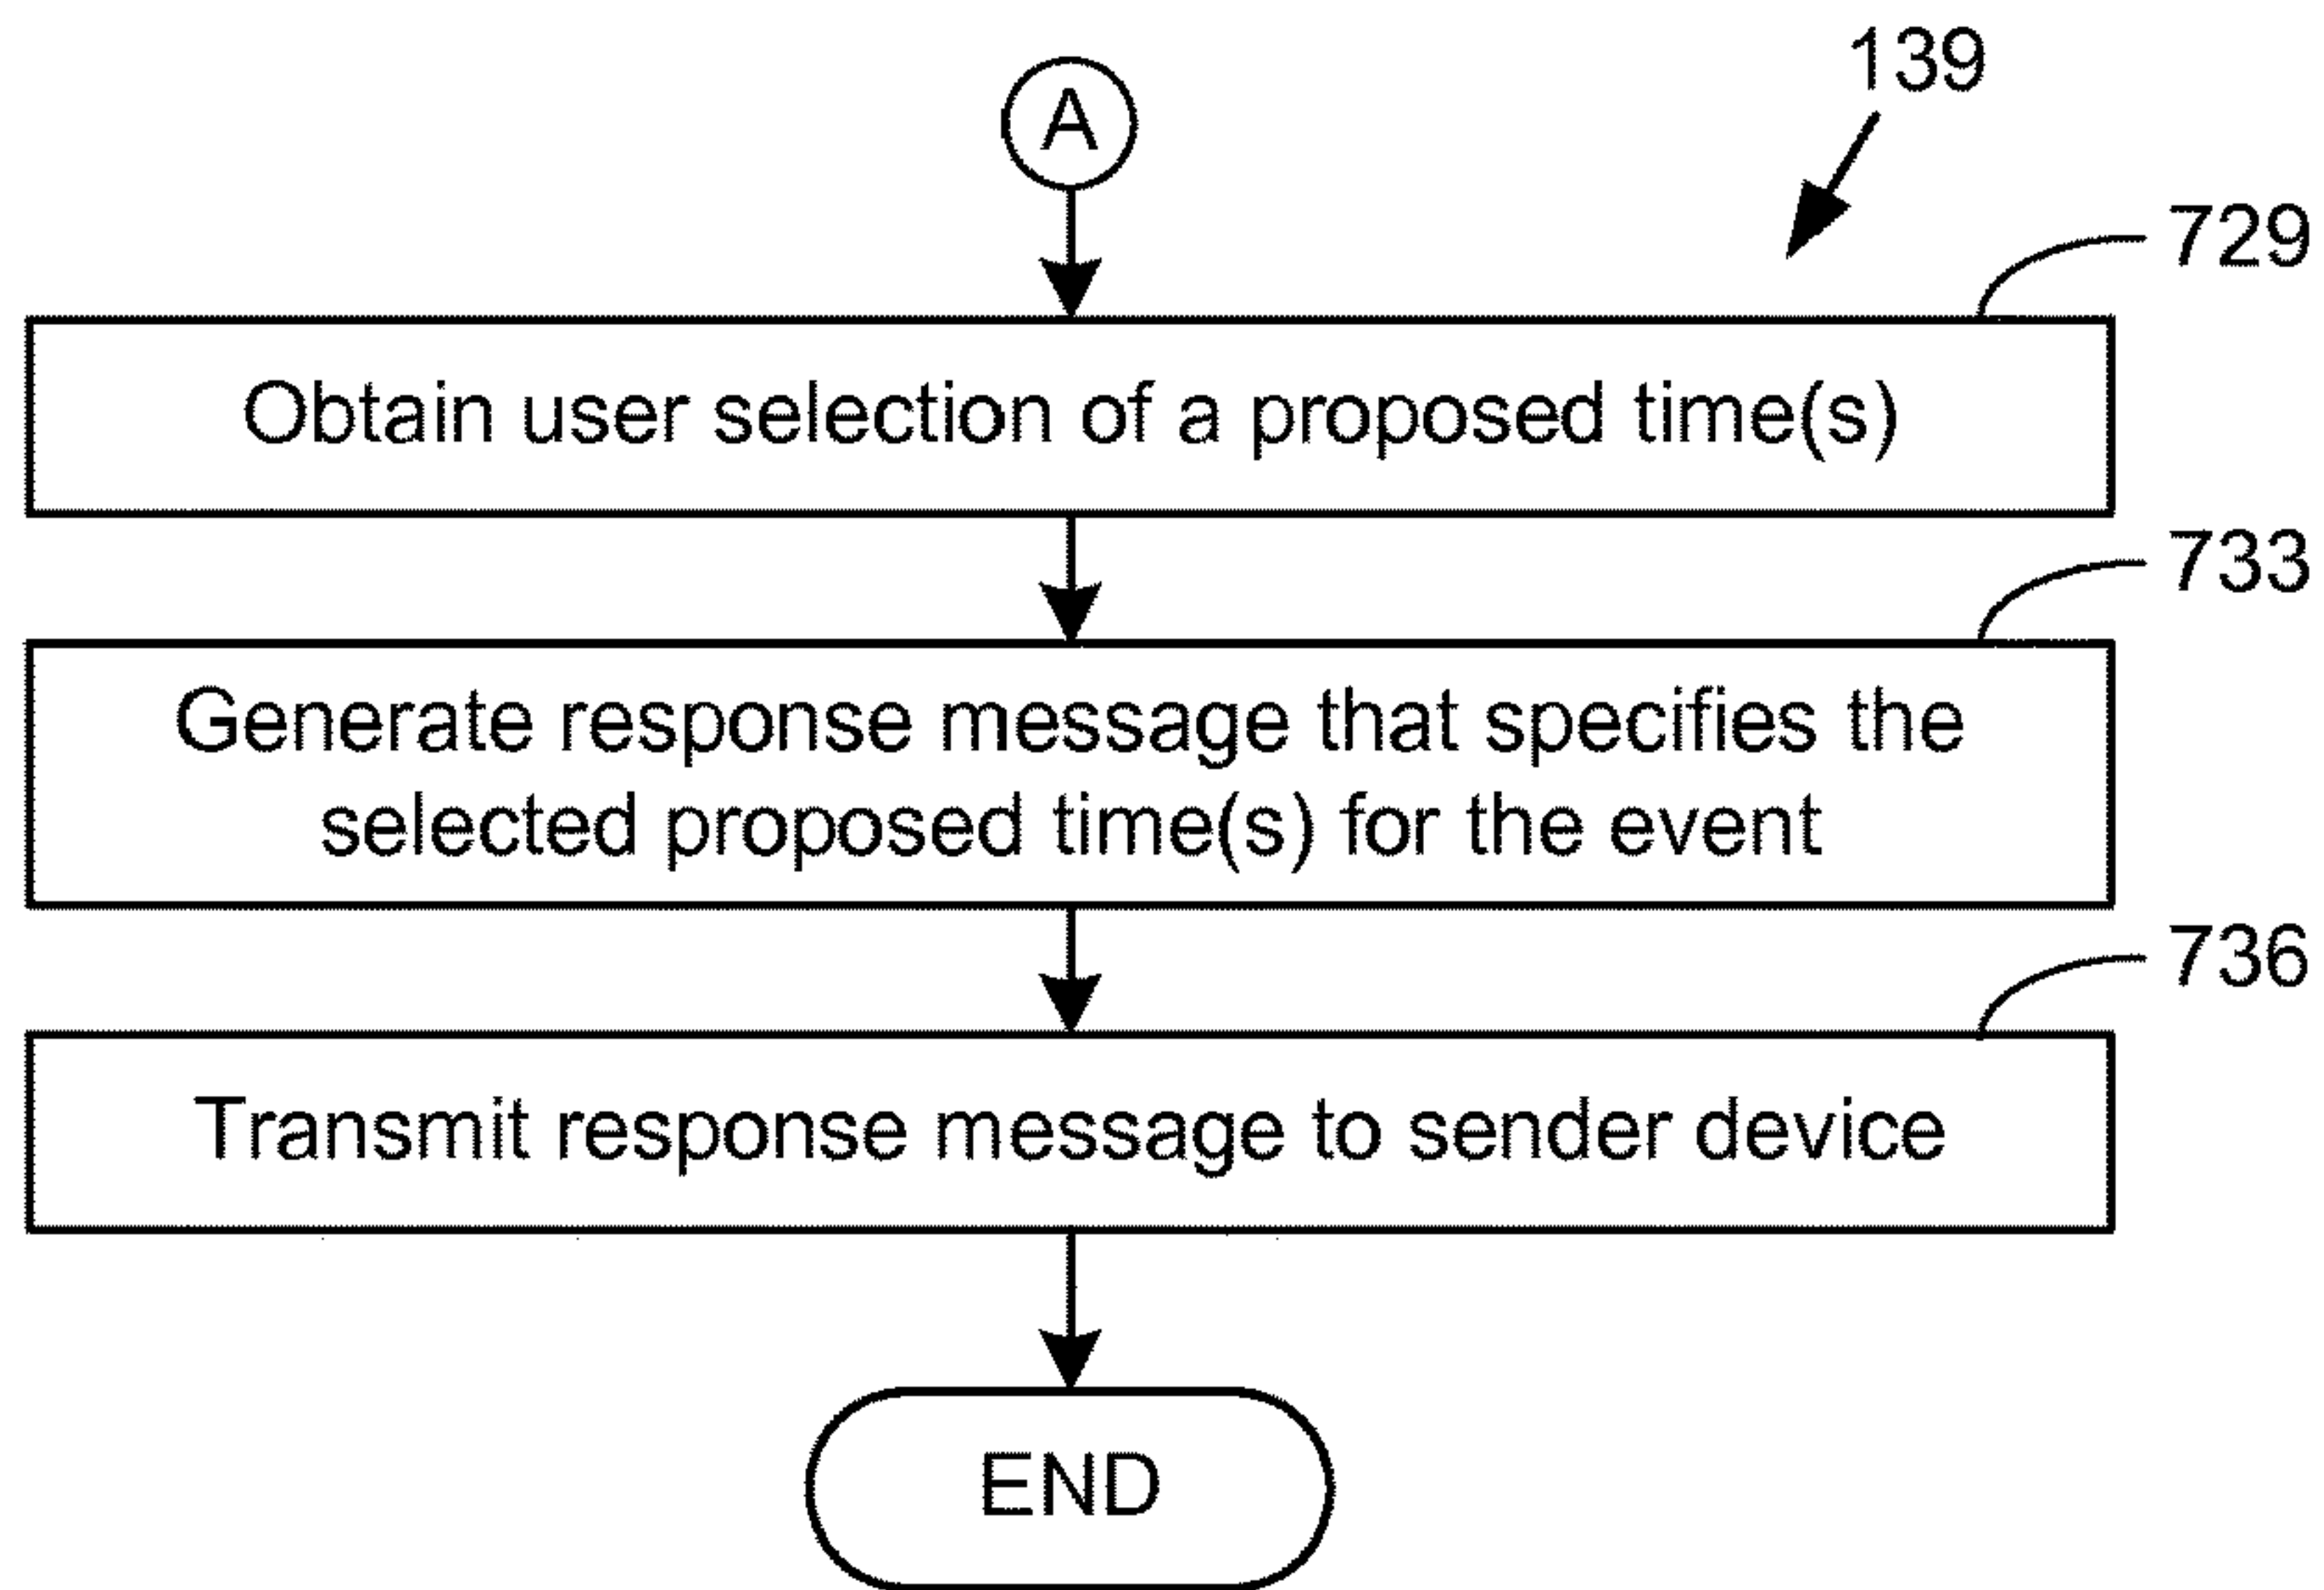 139
A
729
Obtain user selection of a proposed time(s)
733
Generate response message that specifies the
selected proposed time(s) for the event
736
Transmit response message to sender device
END